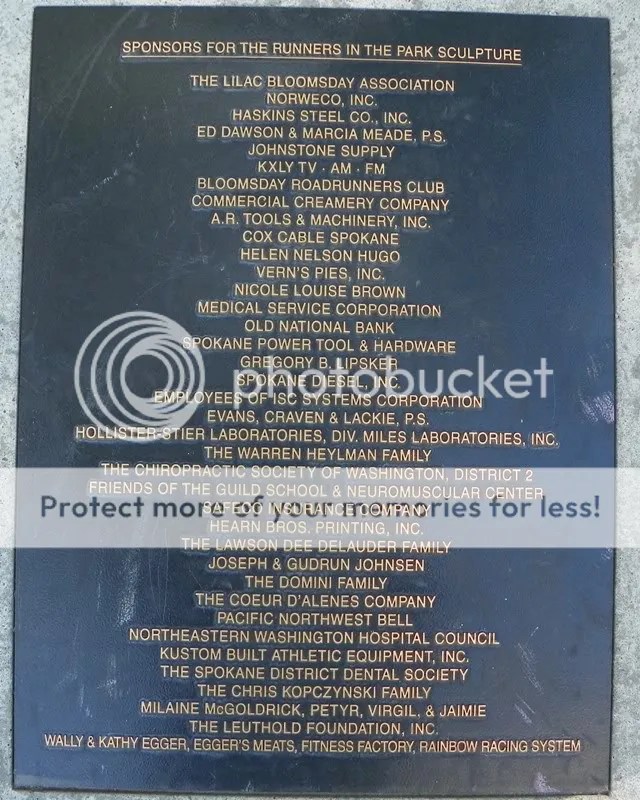 SPONSORS FOR THE RUNNERS IN THE PARK SCULPTURE
THE LILAC BLOOMSDAY ASSOCIATION
NORWECO, INC.
HASKINS STEEL CO., INC.
ED DAWSON & MARCIA MEADE, P.S.
JOHNSTONE SUPPLY
KXLY TV · AM · FM
BLOOMSDAY ROADRUNNERS CLUB
COMMERCIAL CREAMERY COMPANY
A.R. TOOLS & MACHINERY, INC.
COX CABLE SPOKANE
HELEN NELSON HUGO
VERN'S PIES, INC.
NICOLE LOUISE BROWN
MEDICAL SERVICE CORPORATION
OLD NATIONAL BANK
SPOKANE POWER TOOL & HARDWARE
GREGORY B. LIPSKER
SPOKANE DIESEL, INC.
photobucket
EMPLOYEES OF ISC SYSTEMS CORPORATION
EVANS, CRAVEN & LACKIE, P.S.
HOLLISTER-STIER LABORATORIES, DIV. MILES LABORATORIES, INC.
THE WARREN HEYLMAN FAMILY
THE CHIROPRACTIC SOCIETY OF WASHINGTON, DISTRICT 2
FRIENDS OF THE GUILD SCHOOL & NEUROMUSCULAR CENTER
Protect more of your memories for less!
SAFECO INSURANCE COMPANY
HEARN BROS. PRINTING, INC.
THE LAWSON DEE DELAUDER FAMILY
JOSEPH & GUDRUN JOHNSEN
THE DOMINI FAMILY
THE COEUR D'ALENES COMPANY
PACIFIC NORTHWEST BELL
NORTHEASTERN WASHINGTON HOSPITAL COUNCIL
KUSTOM BUILT ATHLETIC EQUIPMENT, INC.
THE SPOKANE DISTRICT DENTAL SOCIETY
THE CHRIS KOPCZYNSKI FAMILY
MILAINE McGOLDRICK, PETYR, VIRGIL, & JAIMIE
THE LEUTHOLD FOUNDATION, INC.
WALLY & KATHY EGGER, EGGER'S MEATS, FITNESS FACTORY, RAINBOW RACING SYSTEM